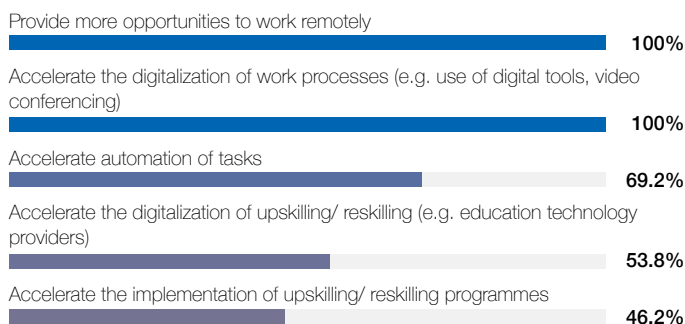 Provide more opportunities to work remotely
100%
Accelerate the digitalization of work processes (e.g. use of digital tools, video
conferencing)
100%
Accelerate automation of tasks
69.2%
Accelerate the digitalization of upskilling/ reskilling (e.g. education technology
providers)
53.8%
Accelerate the implementation of upskilling/ reskilling programmes
46.2%